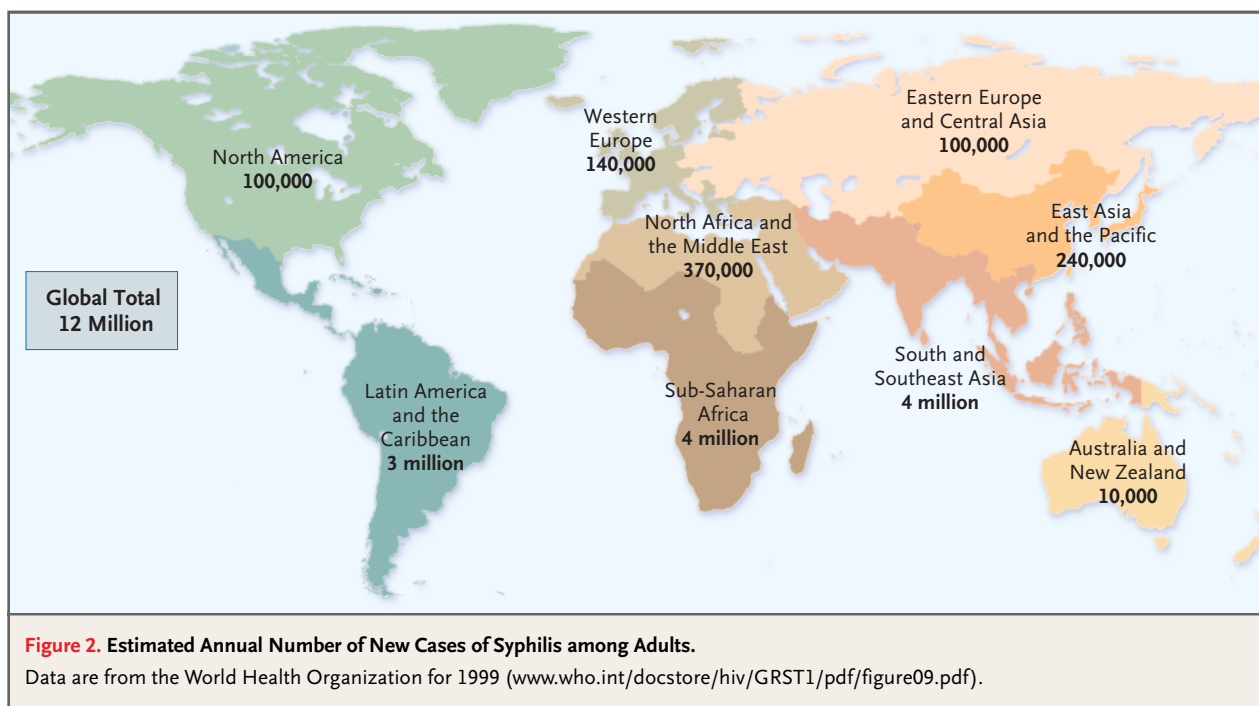 North America
100,000
Western
Europe
140,000
Eastern Europe
and Central Asia
100,000
North Africa and
the Middle East
370,000
East Asia
and the Pacific
240,000
Global Total
12 Million
Latin America
and the
Caribbean
3 million
Sub-Saharan
Africa
4 million
South and
Southeast Asia
4 million
Australia and
New Zealand
10,000
Figure 2. Estimated Annual Number of New Cases of Syphilis among Adults.
Data are from the World Health Organization for 1999 (www.who.int/docstore/hiv/GRST1/pdf/figure09.pdf).